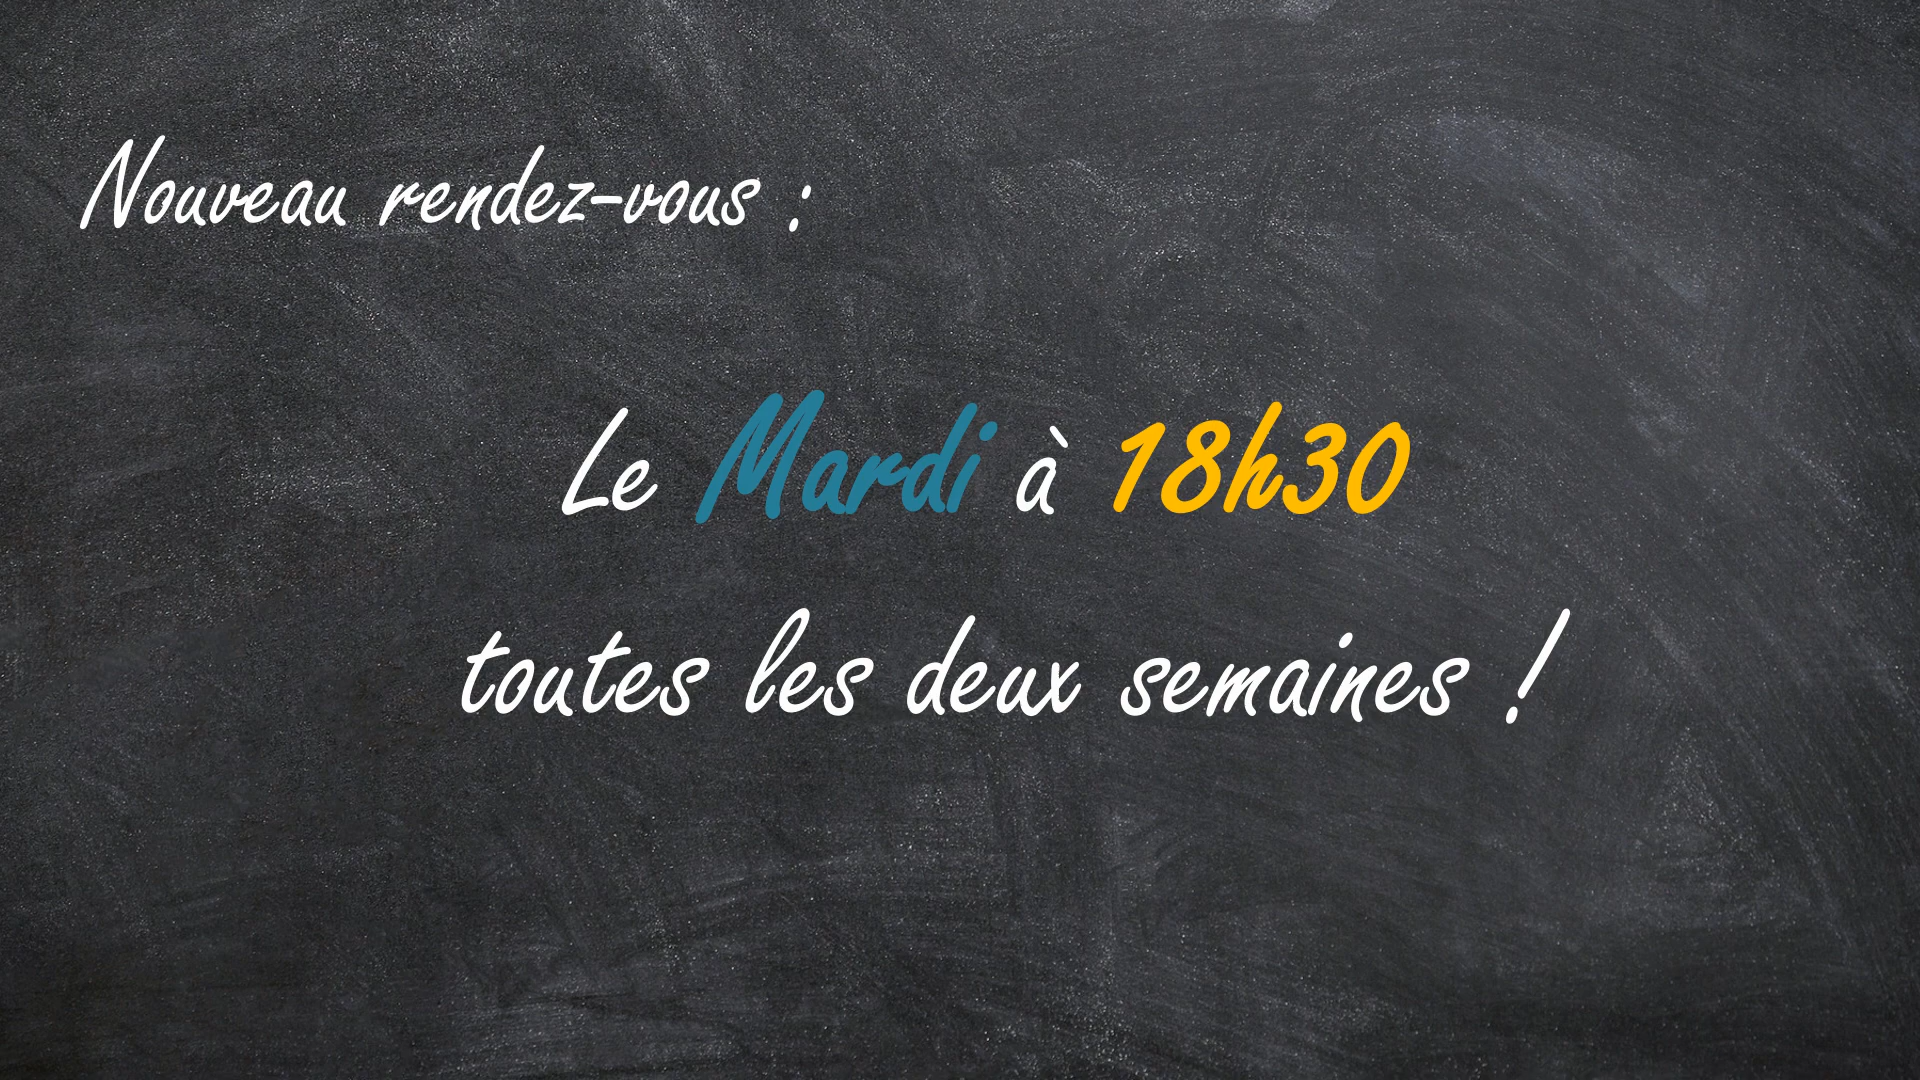 Nouveau rendez-vous :
Le Mardi à 18h30
toutes les deux semaines !